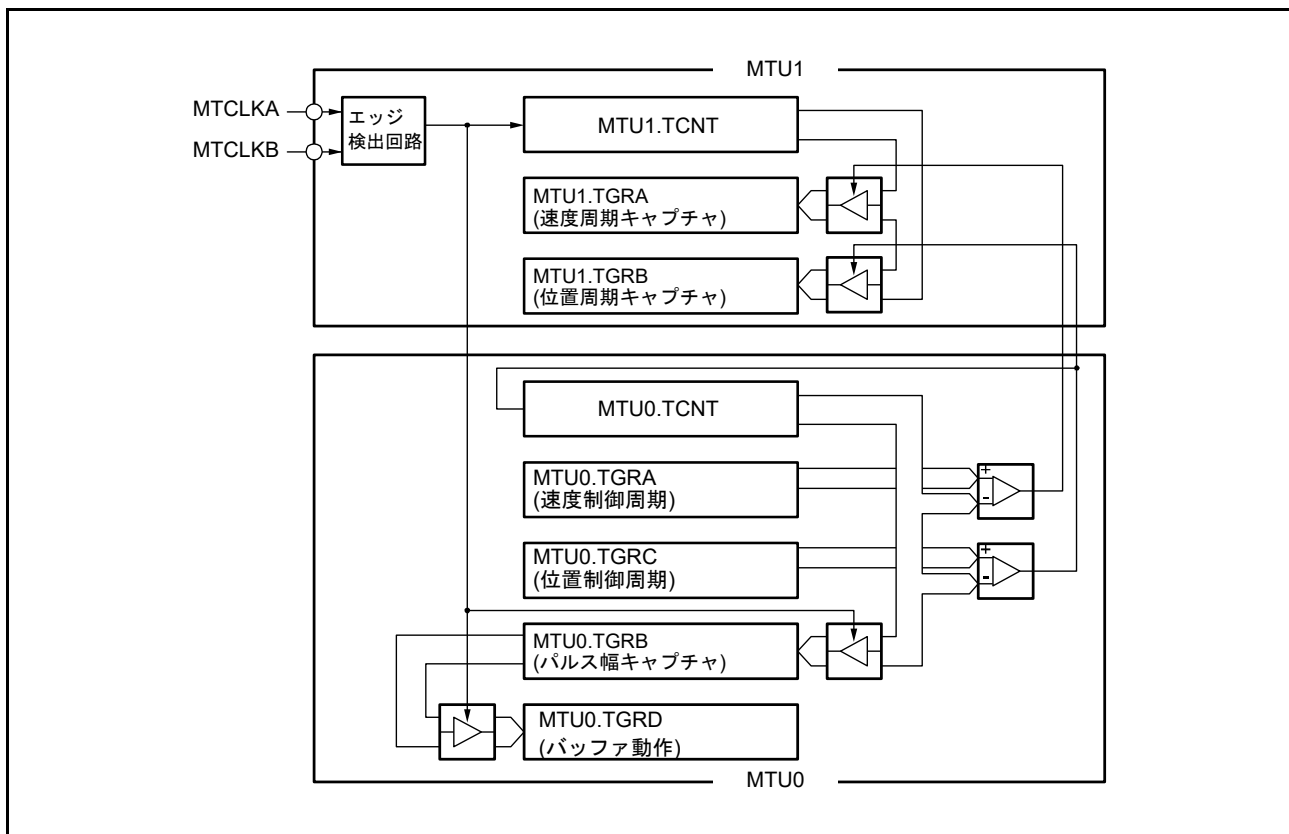 MTU1
MTCLKA
MTCLKB
エッジ
検出回路
MTU1.TCNT
MTU1.TGRA
(速度周期キャプチャ)
MTU1.TGRB
(位置周期キャプチャ)
MTU0.TCNT
MTU0.TGRA
(速度制御周期)
+
-
MTU0.TGRC
(位置制御周期)
+
-
MTU0.TGRB
(パルス幅キャプチャ)
MTU0.TGRD
(バッファ動作)
MTU0